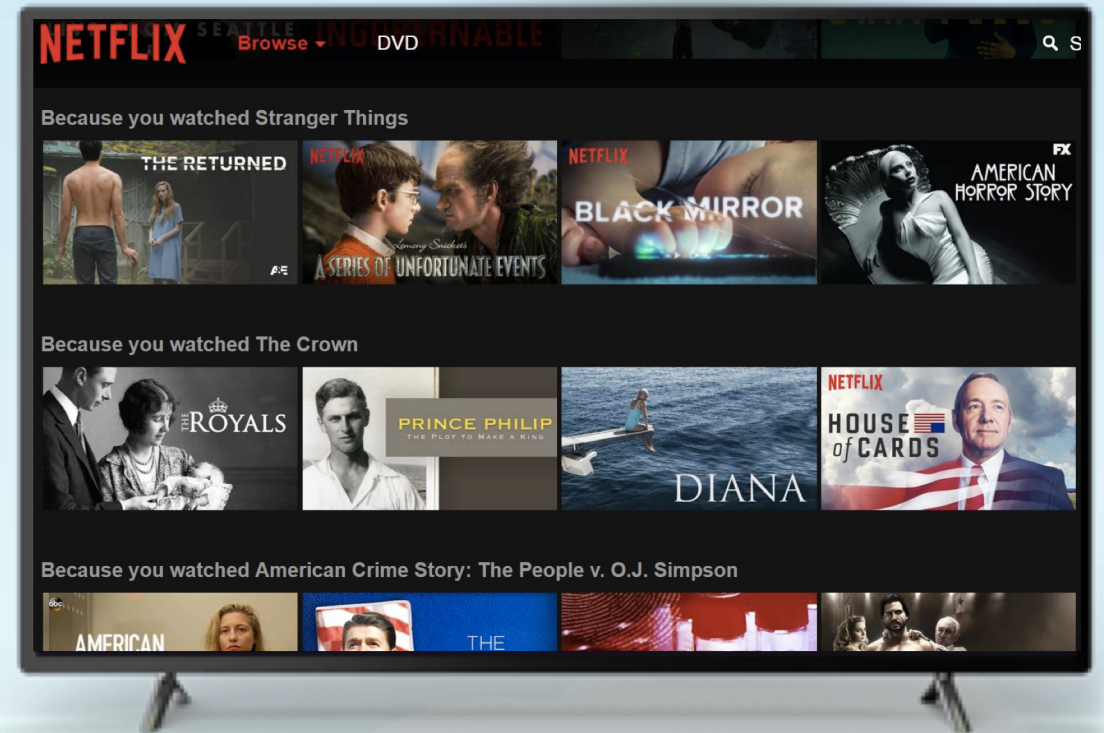 SEATTLE
INGOBERNABLE
NETFLIX
Browse
DVD
S
Because you watched Stranger Things
THE RETURNED
A&E
NETFLIX
Lemony Snicket's
A SERIES OF UNFORTUNATE EVENTS
NETFLIX
BLACK MIRROR
FX
AMERICAN
HORROR STORY
Because you watched The Crown
THE ROYALS
PRINCE PHILIP
THE PLOT TO MAKE A KING
DIANA
NETFLIX
HOUSE
of CARDS
Because you watched American Crime Story: The People v. O.J. Simpson
abc
AMERICAN
THE